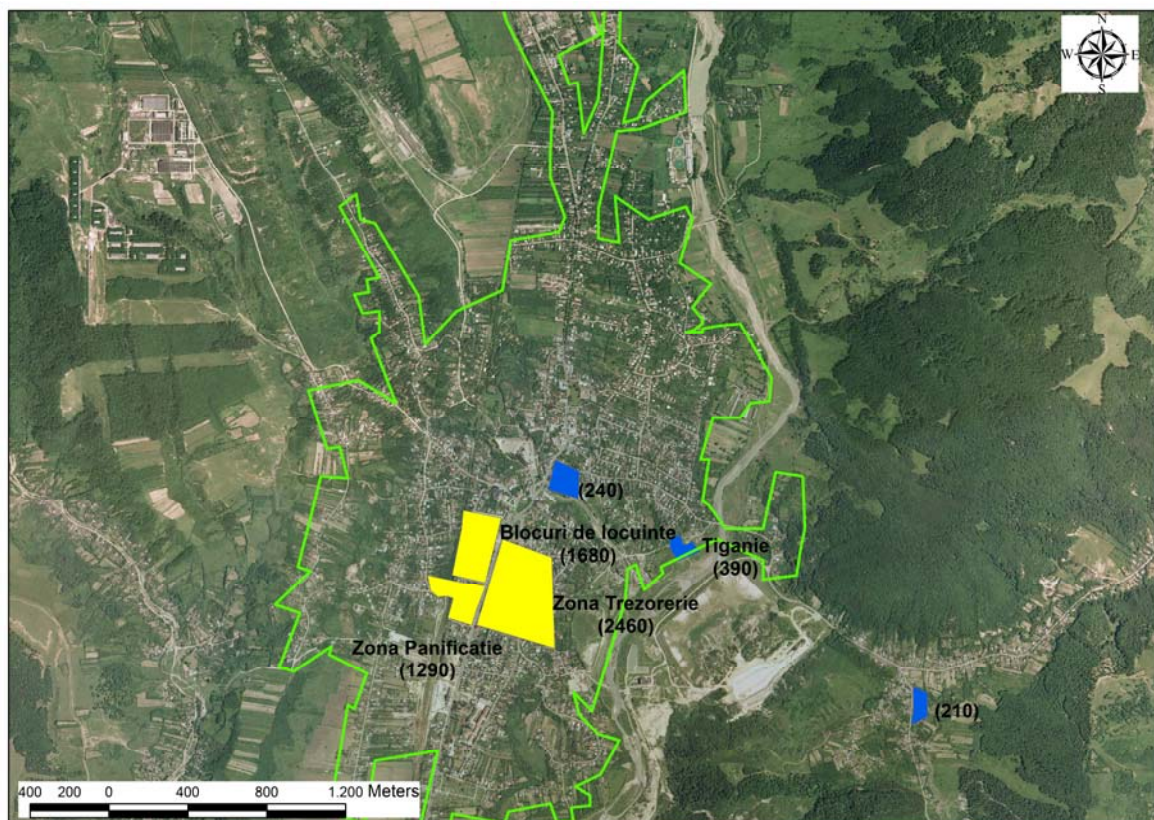 N
W E
S
(240)
Blocuri de locuinte
(1680)
Tiganie
(390)
Zona Trezorerie
(2460)
Zona Panificatie
(1290)
(210)
400 200 0 400 800 1.200 Meters